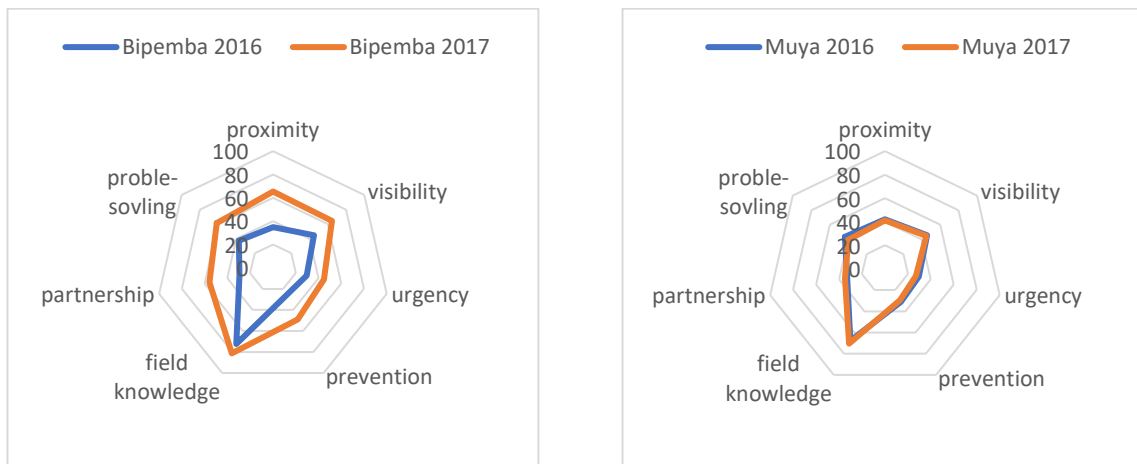 Bipemba 2016 Bipemba 2017
proximity
100
80
60
40
20
0
visibility
urgency
prevention
field
knowledge
partnership
proble-
sovling
Muya 2016 Muya 2017
proximity
100
80
60
40
20
0
visibility
urgency
prevention
field
knowledge
partnership
proble-
sovling